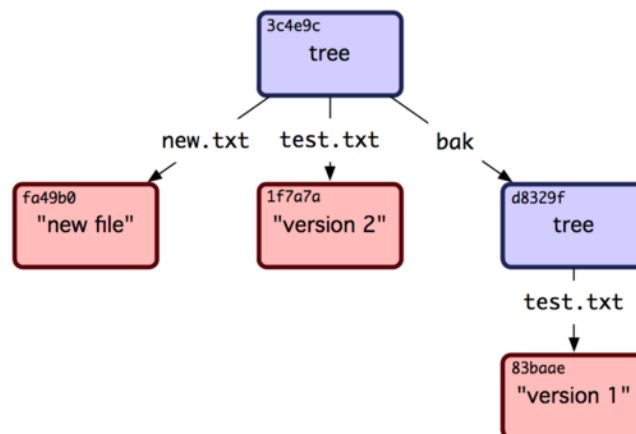 3c4e9c
tree
new.txt
test.txt
bak
fa49b0
"new file"
1f7a7a
"version 2"
d8329f
tree
test.txt
83baae
"version 1"